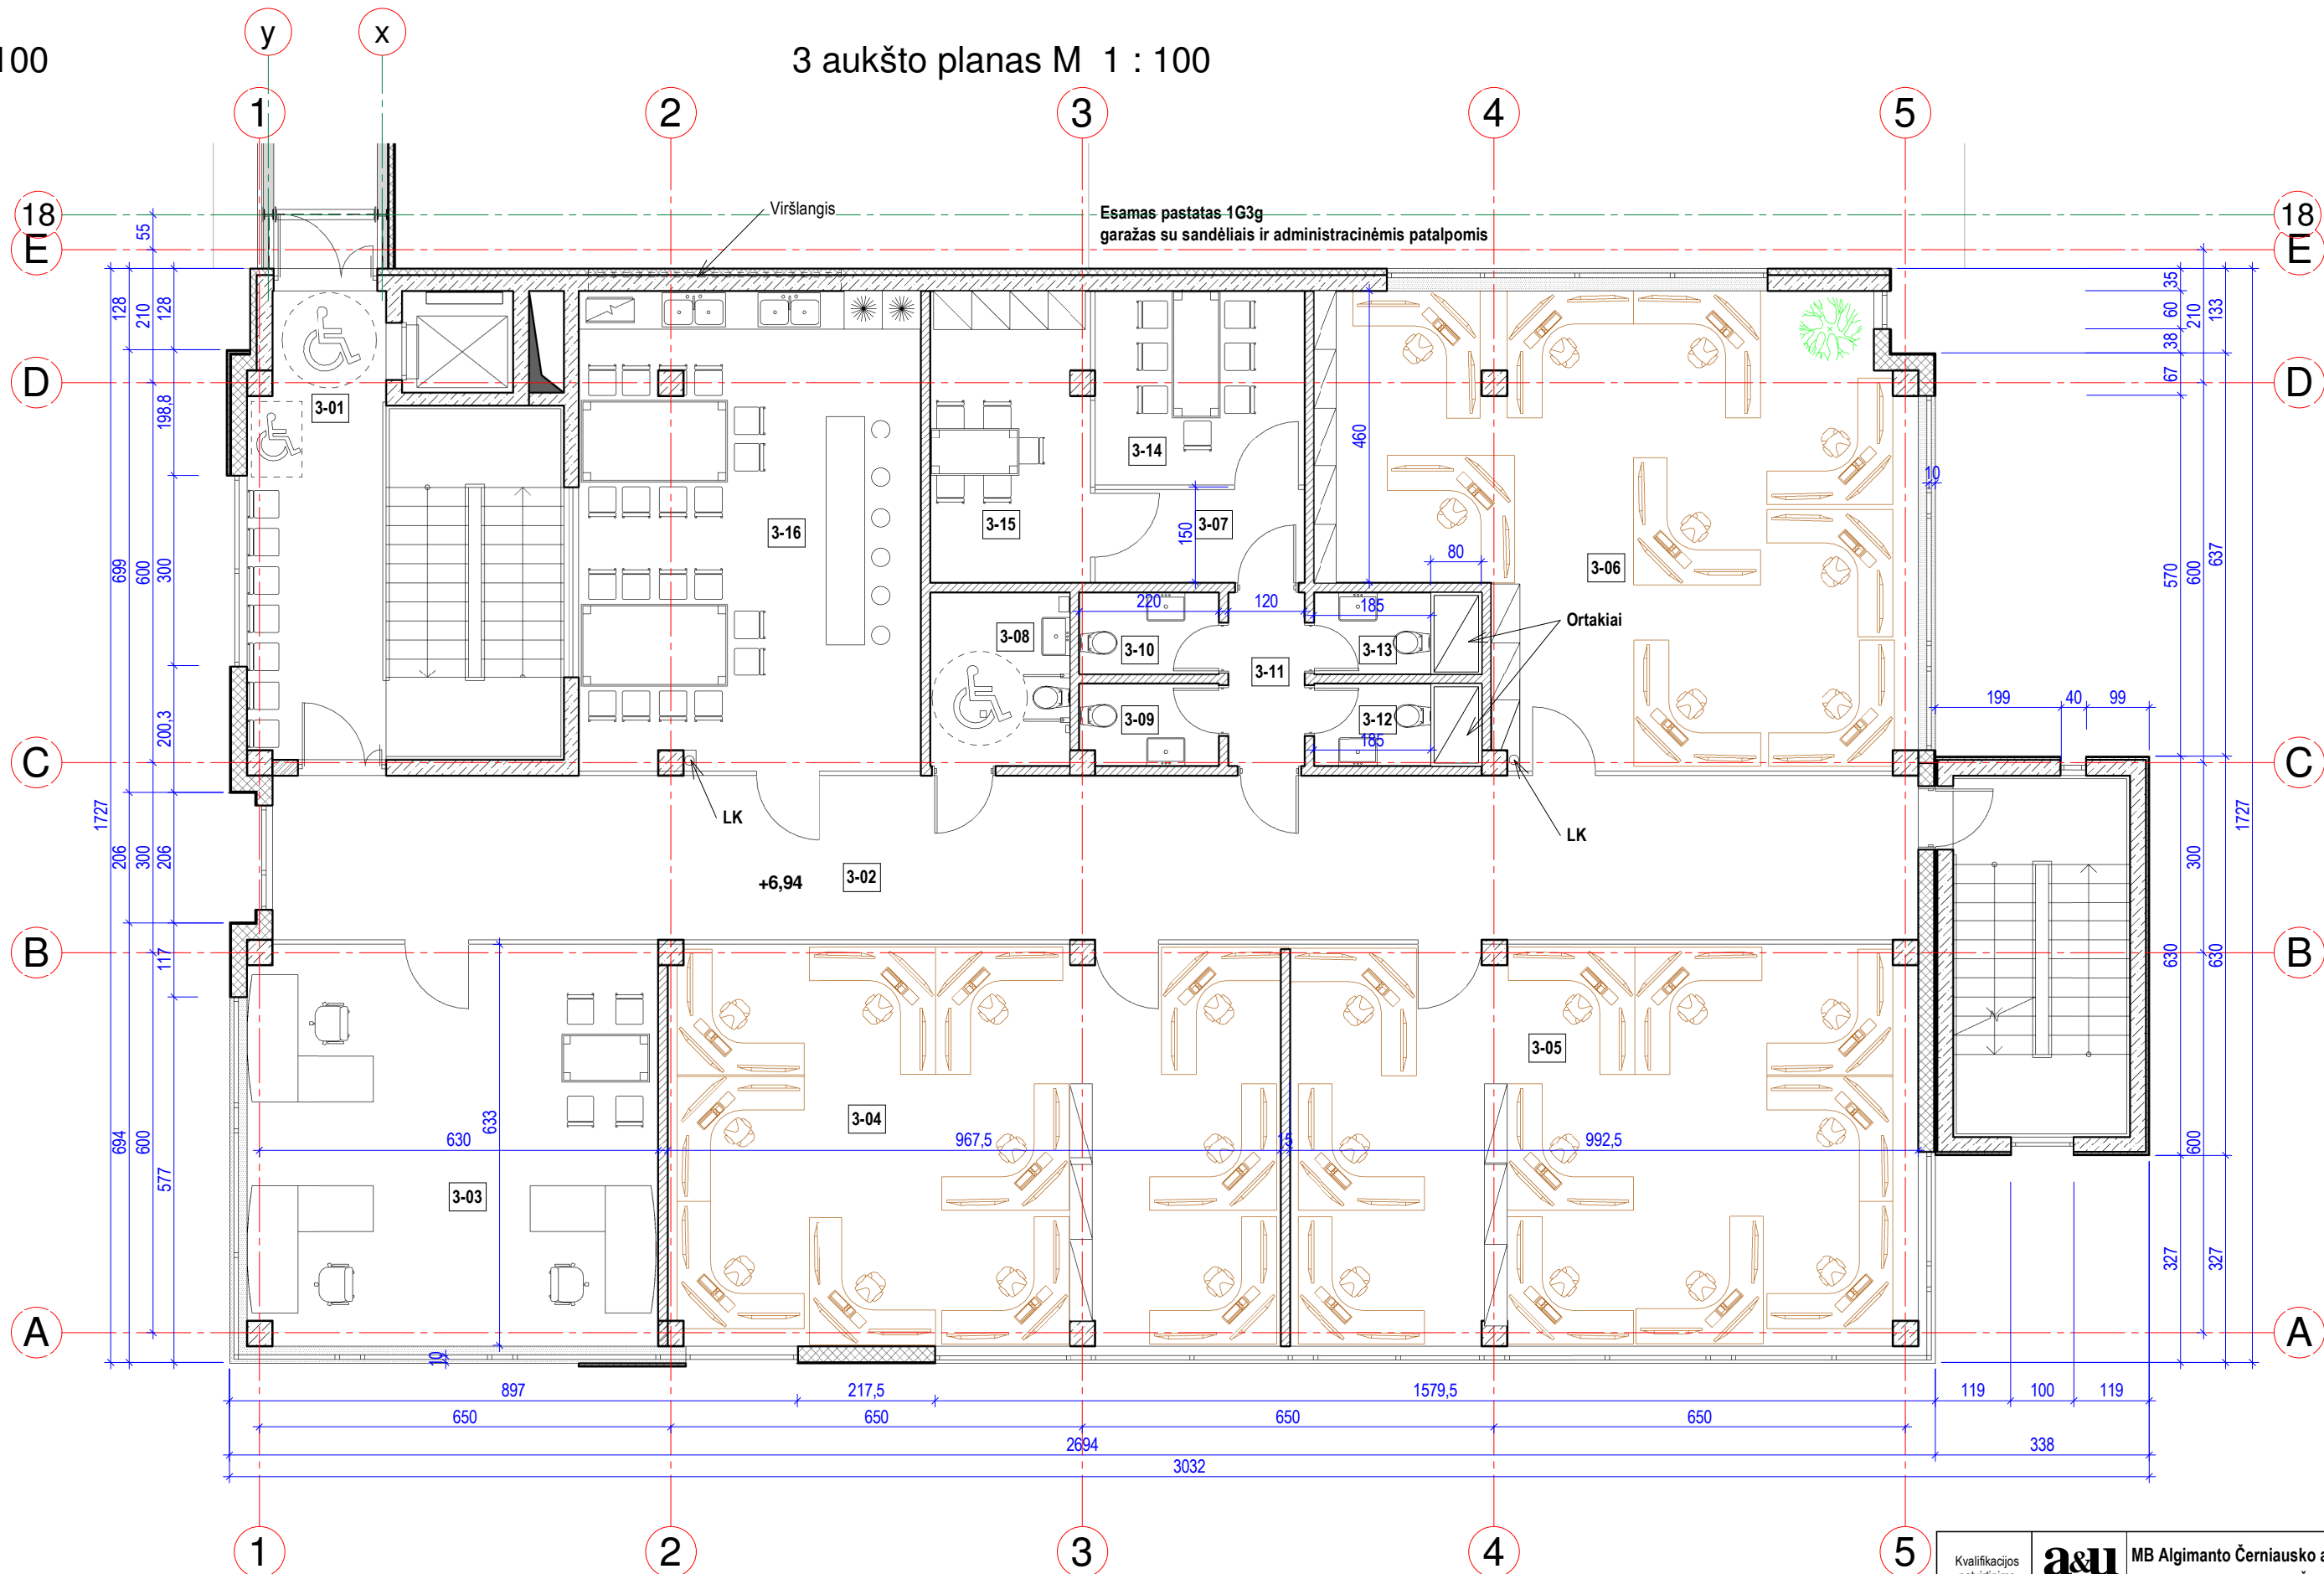 100
3 aukšto planas M 1 : 100
y x
1 2 3 4 5
18 18
E E
D D
C C
B B
A A
Viršlangis
Esamas pastatas 1G3g
garažas su sandėliais ir administracinėmis patalpomis
55
128 210 128
198,8
699 600 300
200,3
1727
206 300 206
117
694 600 577
35
60 210 133
38
67
570 600 637
10
199 40 99
300
1727
630 630
600
327 327
3-01
3-16
3-15
3-14
3-07
3-06
460
150
80
220 120 185
3-08
3-10
3-13
3-11
3-09
3-12
185
Ortakiai
LK
LK
+6,94
3-02
3-03
3-04
3-05
633
630 967,5 15 992,5
10
897 217,5 1579,5 119 100 119
650 650 650 650
2694 338
3032
1 2 3 4 5
Kvalifikacijos
a&u
MB Algimanto Černiausko a